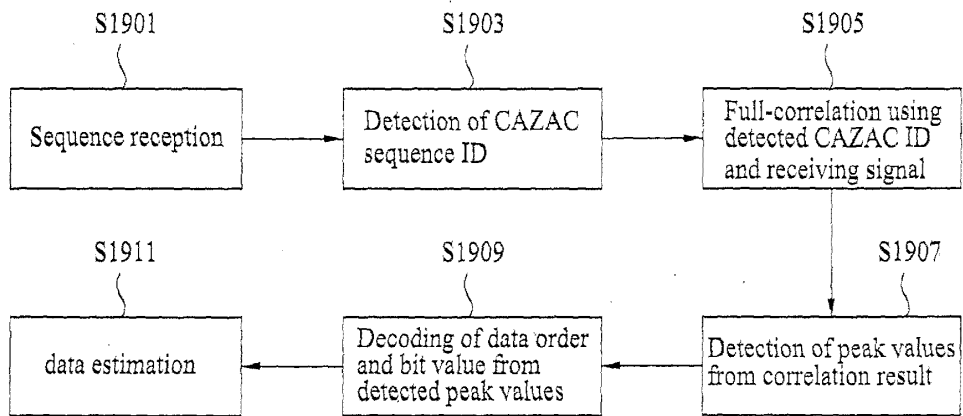 S1901
S1903
S1905
Sequence reception
Detection of CAZAC
sequence ID
Full-correlation using
detected CAZAC ID
and receiving signal
S1911
S1909
S1907
data estimation
Decoding of data order
and bit value from
detected peak values
Detection of peak values
from correlation result